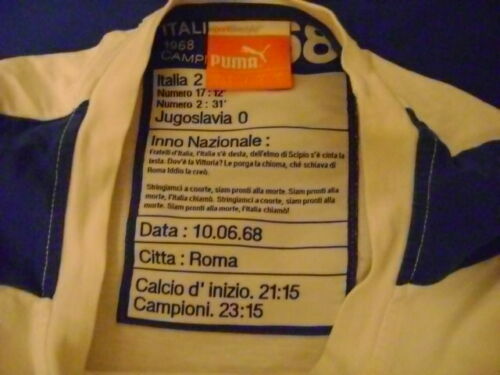 ITALI
1968
CAMPI
68
PUMA
Italia 2
Numero 17 : 12'
Numero 2 : 31'
Jugoslavia 0
Inno Nazionale :
Fratelli d'Italia, l'Italia s'è desta, dell'elmo di Scipio s'è cinta la
testa. Dov'è la Vittoria? Le porga la chioma, ché schiava di
Roma Iddio la creò.
Stringiamci a coorte, siam pronti alla morte. Siam pronti alla
morte, l'Italia chiamò. Stringiamci a coorte, siam pronti alla
morte. Siam pronti alla morte, l'Italia chiamò!
Data : 10.06.68
Citta : Roma
Calcio d' inizio. 21:15
Campioni. 23:15